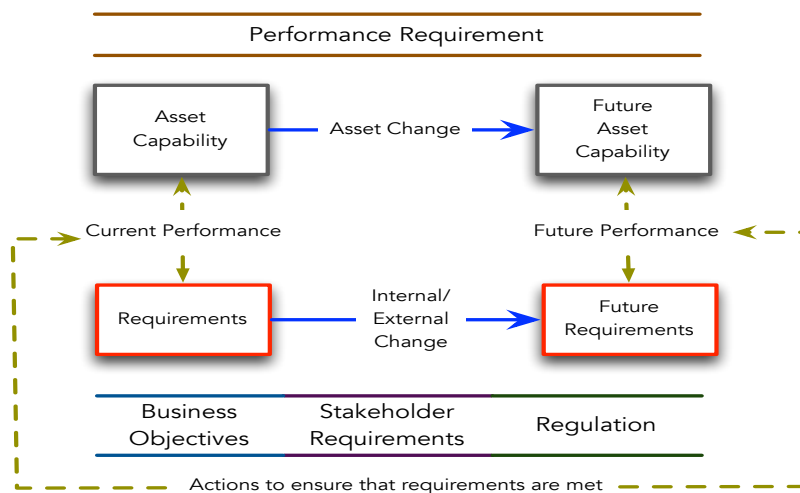 Performance Requirement
Asset
Capability
Asset Change
Future
Asset
Capability
Current Performance
Future Performance
Requirements
Internal/
External
Change
Future
Requirements
Business
Objectives
Stakeholder
Requirements
Regulation
Actions to ensure that requirements are met